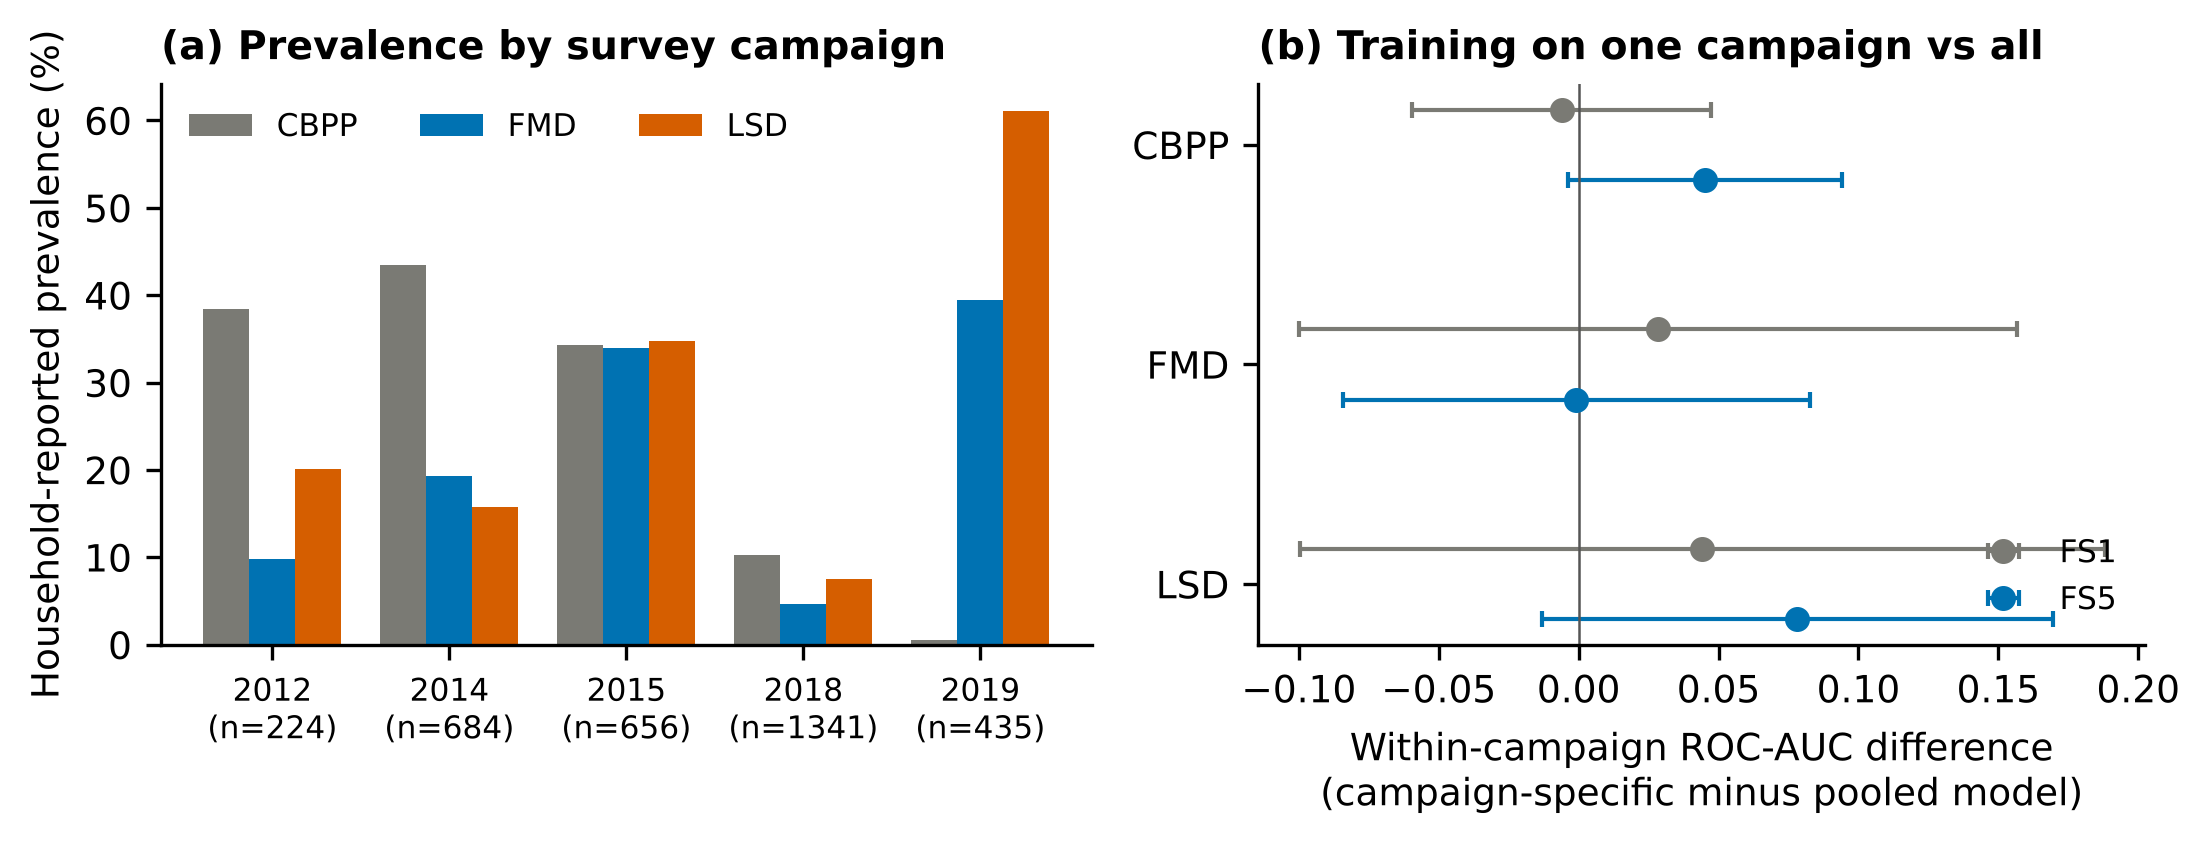 (a) Prevalence by survey campaign
Household-reported prevalence (%)
60
50
40
30
20
10
0
CBPP
FMD
LSD
2012
(n=224)
2014
(n=684)
2015
(n=656)
2018
(n=1341)
2019
(n=435)
(b) Training on one campaign vs all
CBPP
FMD
LSD
FS1
FS5
−0.10
−0.05
0.00
0.05
0.10
0.15
0.20
Within-campaign ROC-AUC difference
(campaign-specific minus pooled model)